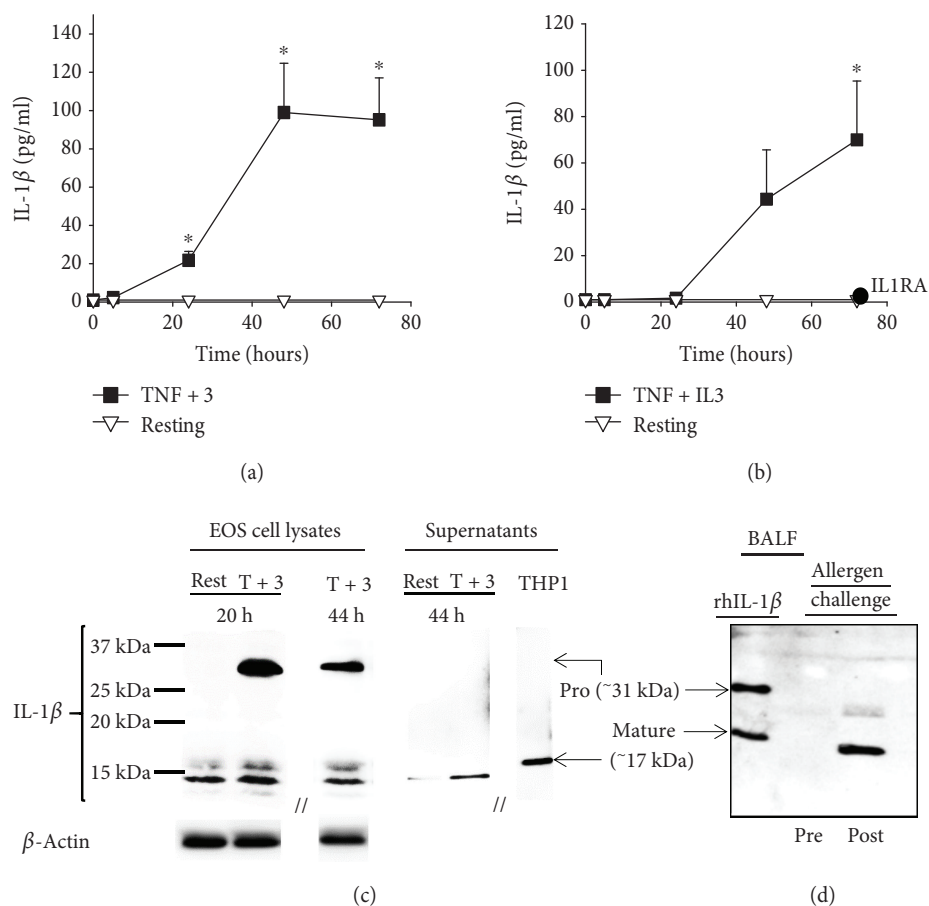 160
140
120
100
80
60
40
20
0
IL-1β (pg/ml)
* * *
0 20 40 60 80
Time (hours)
TNF + 3
Resting
(a)
120
100
80
60
40
20
0
IL-1β (pg/ml)
*
IL1RA
0 20 40 60 80
Time (hours)
TNF + IL3
Resting
(b)
EOS cell lysates
Supernatants
Rest T + 3 T + 3
20 h 44 h
Rest T + 3 THP1
44 h
37 kDa
25 kDa
20 kDa
15 kDa
IL-1β
β-Actin
// //
Pro (~31 kDa)
Mature
(~17 kDa)
(c)
BALF
Allergen
challenge
rhIL-1β
Pre Post
(d)